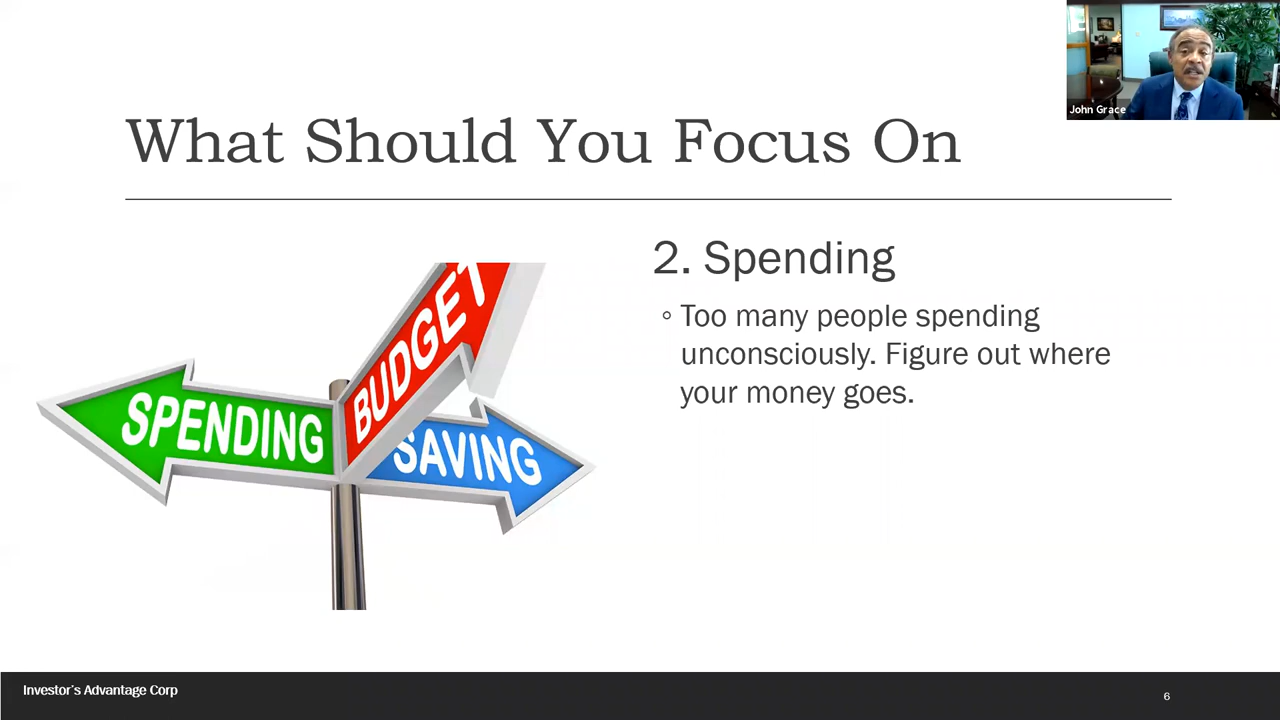 John Grace
What Should You Focus On
2. Spending
◦ Too many people spending
unconsciously. Figure out where
your money goes.
BUDGET
SPENDING
SAVING
Investor's Advantage Corp
6